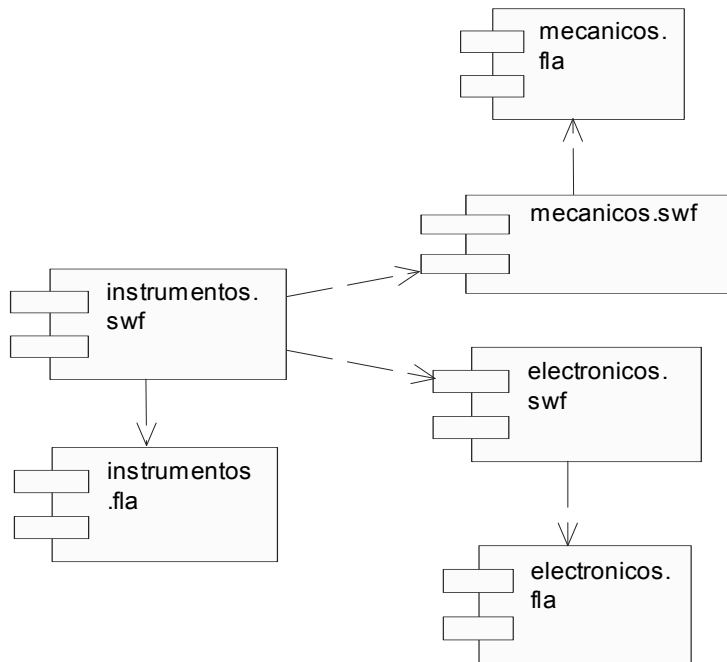 mecanicos.
fla
mecanicos.swf
instrumentos.
swf
electronicos.
swf
instrumentos
.fla
electronicos.
fla